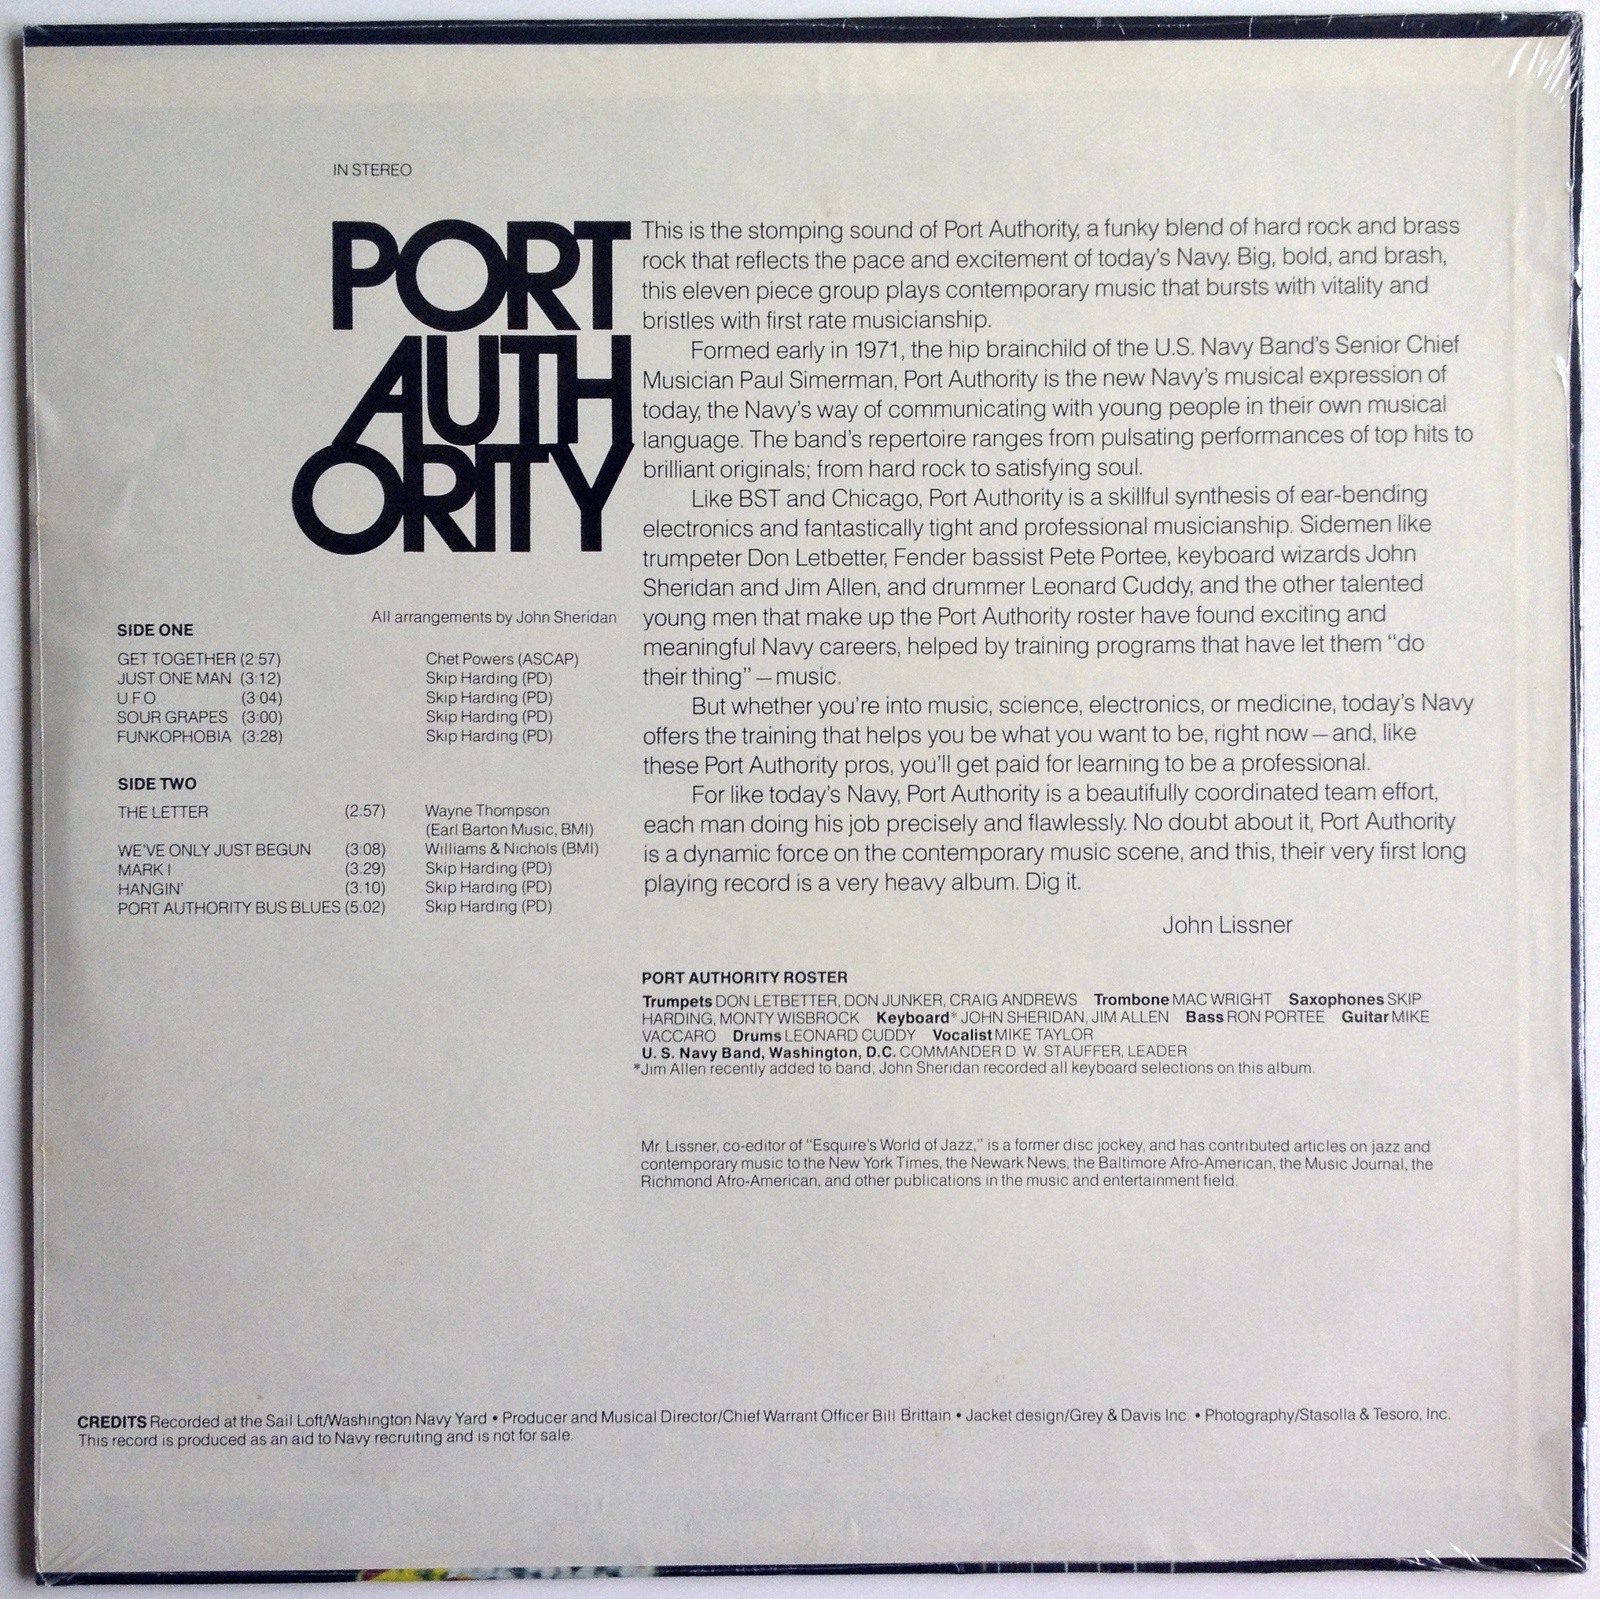 IN STEREO
PORT
AUTH
ORITY
All arrangements by John Sheridan
SIDE ONE
GET TOGETHER (2:57) Chet Powers (ASCAP)
JUST ONE MAN (3:12) Skip Harding (PD)
U F O (3:04) Skip Harding (PD)
SOUR GRAPES (3:00) Skip Harding (PD)
FUNKOPHOBIA (3:28) Skip Harding (PD)
SIDE TWO
THE LETTER (2:57) Wayne Thompson
(Earl Barton Music, BMI)
WE'VE ONLY JUST BEGUN (3:08) Williams & Nichols (BMI)
MARK I (3:29) Skip Harding (PD)
HANGIN' (3:10) Skip Harding (PD)
PORT AUTHORITY BUS BLUES (5:02) Skip Harding (PD)
This is the stomping sound of Port Authority, a funky blend of hard rock and brass
rock that reflects the pace and excitement of today's Navy. Big, bold, and brash,
this eleven piece group plays contemporary music that bursts with vitality and
bristles with first rate musicianship.
Formed early in 1971, the hip brainchild of the U.S. Navy Band's Senior Chief
Musician Paul Simerman, Port Authority is the new Navy's musical expression of
today, the Navy's way of communicating with young people in their own musical
language. The band's repertoire ranges from pulsating performances of top hits to
brilliant originals; from hard rock to satisfying soul.
Like BST and Chicago, Port Authority is a skillful synthesis of ear-bending
electronics and fantastically tight and professional musicianship. Sidemen like
trumpeter Don Letbetter, Fender bassist Pete Portee, keyboard wizards John
Sheridan and Jim Allen, and drummer Leonard Cuddy, and the other talented
young men that make up the Port Authority roster have found exciting and
meaningful Navy careers, helped by training programs that have let them "do
their thing"—music.
But whether you're into music, science, electronics, or medicine, today's Navy
offers the training that helps you be what you want to be, right now—and, like
these Port Authority pros, you'll get paid for learning to be a professional.
For like today's Navy, Port Authority is a beautifully coordinated team effort,
each man doing his job precisely and flawlessly. No doubt about it, Port Authority
is a dynamic force on the contemporary music scene, and this, their very first long
playing record is a very heavy album. Dig it.
John Lissner
PORT AUTHORITY ROSTER
Trumpets DON LETBETTER, DON JUNKER, CRAIG ANDREWS Trombone MAC WRIGHT Saxophones SKIP
HARDING, MONTY WISBROCK Keyboard* JOHN SHERIDAN, JIM ALLEN Bass RON PORTEE Guitar MIKE
VACCARO Drums LEONARD CUDDY Vocalist MIKE TAYLOR
U. S. Navy Band, Washington, D.C. COMMANDER D. W. STAUFFER, LEADER
*Jim Allen recently added to band; John Sheridan recorded all keyboard selections on this album.
Mr. Lissner, co-editor of "Esquire's World of Jazz," is a former disc jockey, and has contributed articles on jazz and
contemporary music to the New York Times, the Newark News, the Baltimore Afro-American, the Music Journal, the
Richmond Afro-American, and other publications in the music and entertainment field.
CREDITS Recorded at the Sail Loft/Washington Navy Yard • Producer and Musical Director/Chief Warrant Officer Bill Brittain • Jacket design/Grey & Davis Inc. • Photography/Stasolla & Tesoro, Inc.
This record is produced as an aid to Navy recruiting and is not for sale.